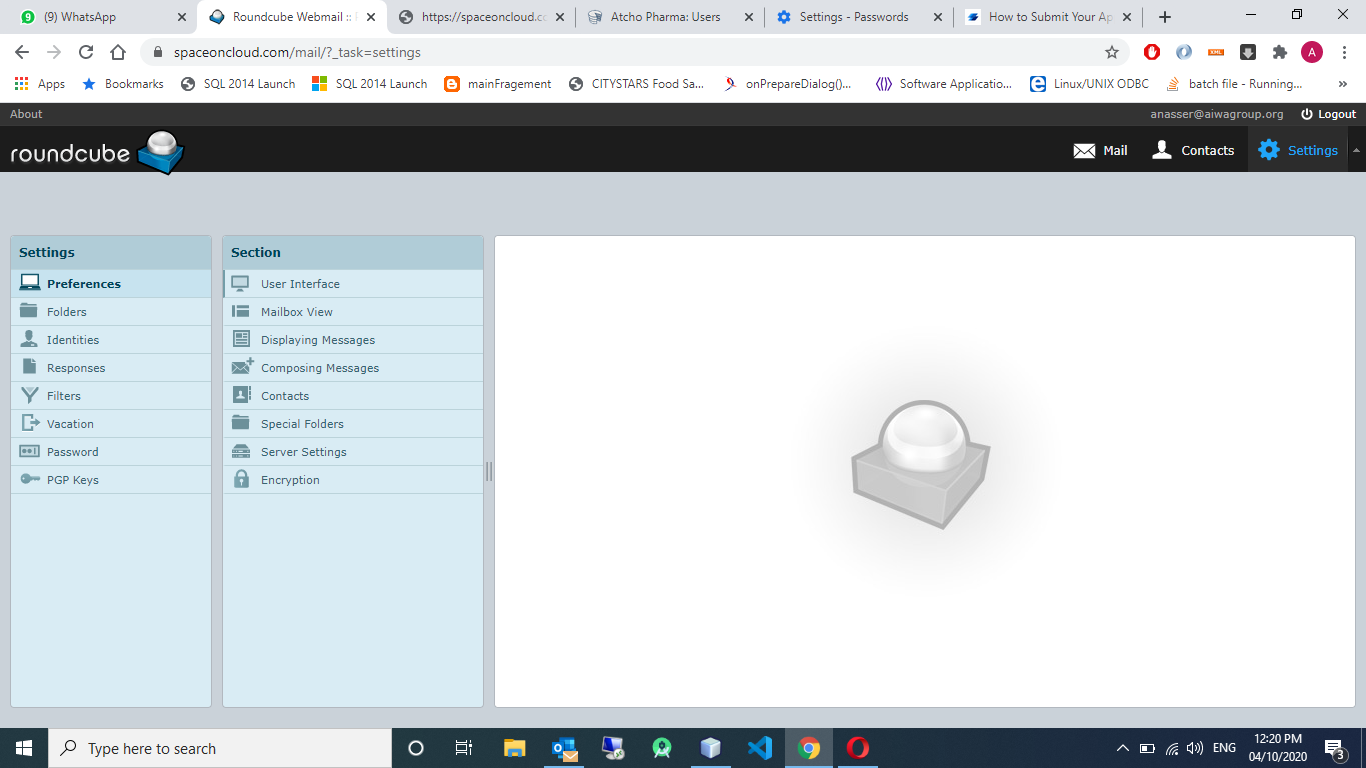 (9) WhatsApp
Roundcube Webmail ::
https://spaceoncloud.co
Atcho Pharma: Users
Settings - Passwords
How to Submit Your Ap
spaceoncloud.com/mail/?_task=settings
A
Apps
Bookmarks
SQL 2014 Launch
SQL 2014 Launch
mainFragement
CITYSTARS Food Sa...
onPrepareDialog()...
Software Applicatio...
Linux/UNIX ODBC
batch file - Running...
About
anasser@aiwagroup.org
Logout
roundcube
Mail
Contacts
Settings
Settings
Preferences
Folders
Identities
Responses
Filters
Vacation
Password
PGP Keys
Section
User Interface
Mailbox View
Displaying Messages
Composing Messages
Contacts
Special Folders
Server Settings
Encryption
Type here to search
ENG
12:20 PM
04/10/2020
3